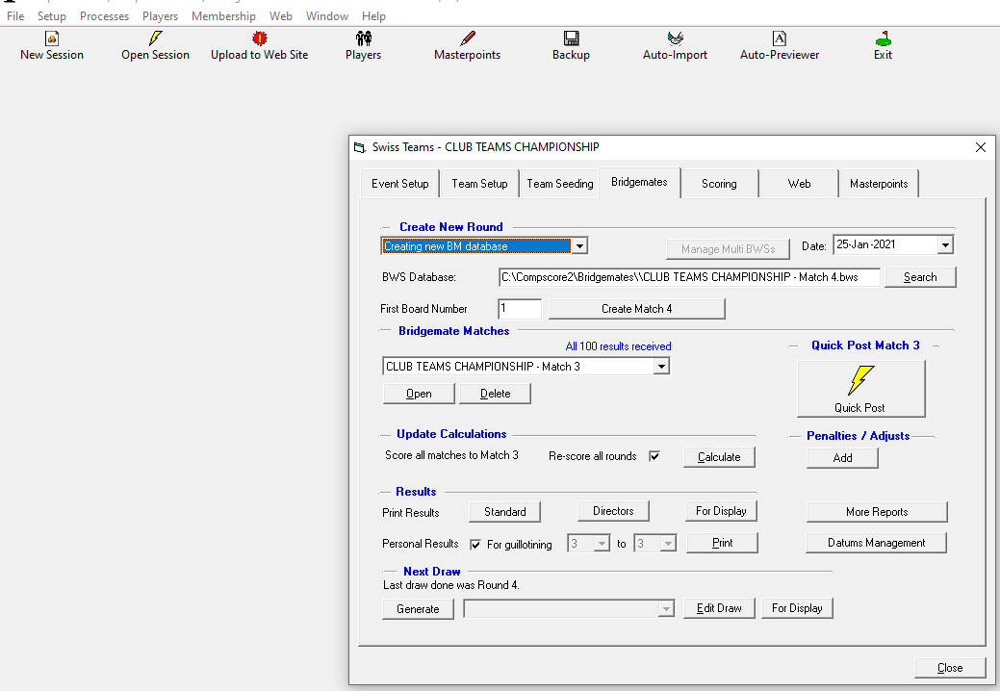 File Setup Processes Players Membership Web Window Help
New Session Open Session Upload to Web Site Players Masterpoints Backup Auto-Import Auto-Previewer Exit
Swiss Teams - CLUB TEAMS CHAMPIONSHIP
Event Setup Team Setup Team Seeding Bridgemates Scoring Web Masterpoints
Create New Round
Creating new BM database Manage Multi BWSs Date: 25-Jan-2021
BWS Database: C:\Compscore2\Bridgemates\\CLUB TEAMS CHAMPIONSHIP - Match 4.bws Search
First Board Number 1 Create Match 4
Bridgemate Matches
All 100 results received Quick Post Match 3
CLUB TEAMS CHAMPIONSHIP - Match 3
Open Delete Quick Post
Update Calculations Penalties / Adjusts
Score all matches to Match 3 Re-score all rounds Calculate Add
Results
Print Results Standard Directors For Display More Reports
Personal Results For guillotining 3 to 3 Print Datums Management
Next Draw
Last draw done was Round 4.
Generate Edit Draw For Display
Close